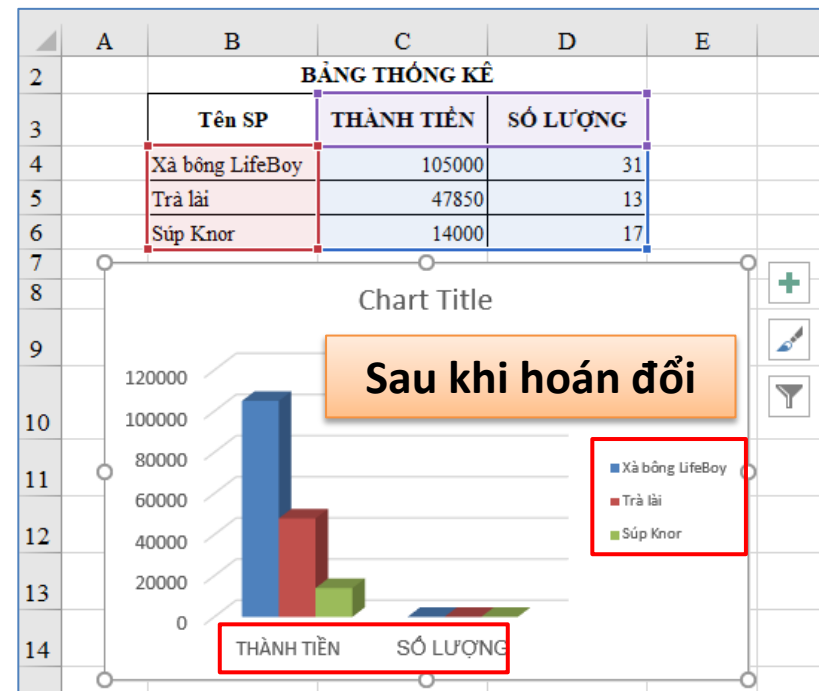 A B C D E
2 BẢNG THỐNG KÊ
3 Tên SP THÀNH TIỀN SỐ LƯỢNG
4 Xà bông LifeBoy 105000 31
5 Trà lài 47850 13
6 Súp Knor 14000 17
7
8 Chart Title
9 Sau khi hoán đổi
120000
10 100000
80000 Xà bông LifeBoy
11
60000 Trà lài
12 40000 Súp Knor
13 20000
0
14 THÀNH TIỀN SỐ LƯỢNG